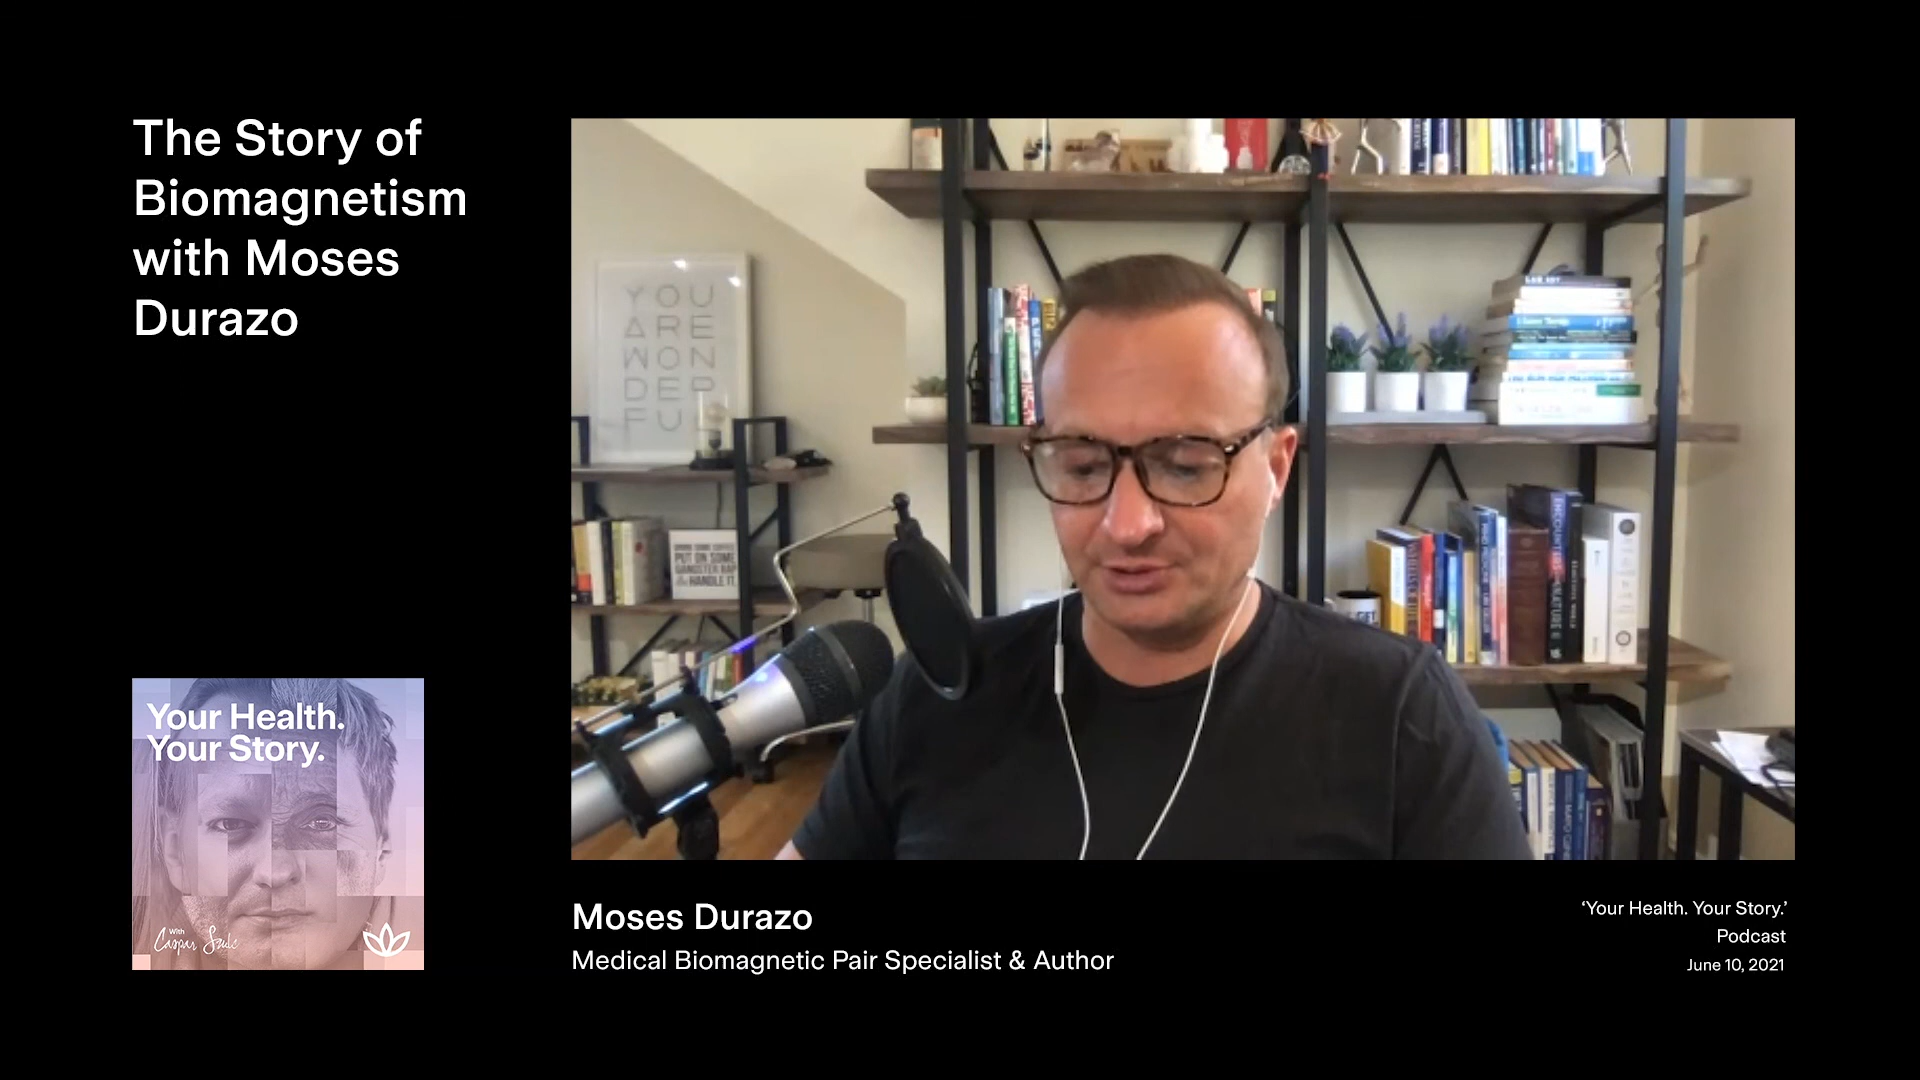 The Story of
Biomagnetism
with Moses
Durazo
YOU
ARE
WON
DER
FUL
PUT ON SOME
GANGSTER RAP
HANDLE IT.
Your Health.
Your Story.
With
Caspar Szulc
Moses Durazo
Medical Biomagnetic Pair Specialist & Author
‘Your Health. Your Story.’
Podcast
June 10, 2021